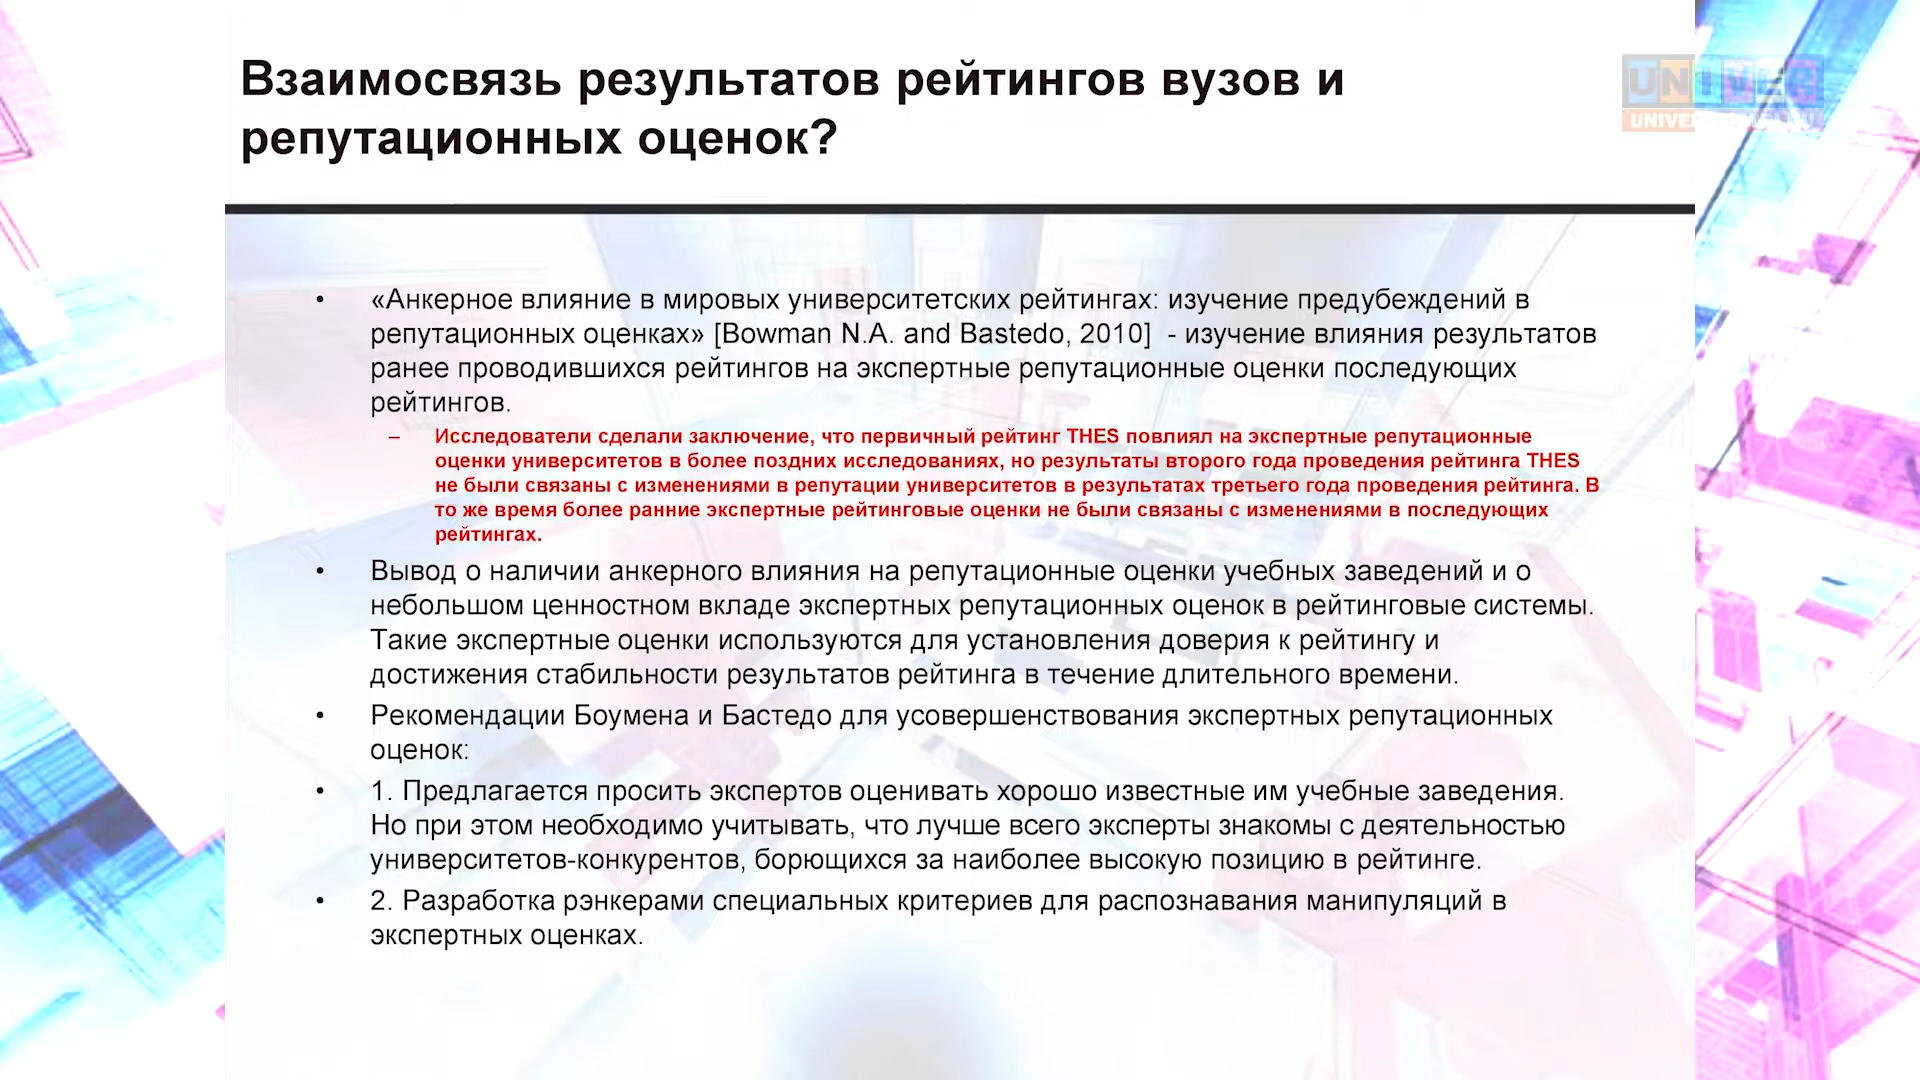 Взаимосвязь результатов рейтингов вузов и
репутационных оценок?
UNIVER
• «Анкерное влияние в мировых университетских рейтингах: изучение предубеждений в
репутационных оценках» [Bowman N.A. and Bastedo, 2010]  - изучение влияния результатов
ранее проводившихся рейтингов на экспертные репутационные оценки последующих
рейтингов.
– Исследователи сделали заключение, что первичный рейтинг THES повлиял на экспертные репутационные
оценки университетов в более поздних исследованиях, но результаты второго года проведения рейтинга THES
не были связаны с изменениями в репутации университетов в результатах третьего года проведения рейтинга. В
то же время более ранние экспертные рейтинговые оценки не были связаны с изменениями в последующих
рейтингах.
• Вывод о наличии анкерного влияния на репутационные оценки учебных заведений и о
небольшом ценностном вкладе экспертных репутационных оценок в рейтинговые системы.
Такие экспертные оценки используются для установления доверия к рейтингу и
достижения стабильности результатов рейтинга в течение длительного времени.
• Рекомендации Боумена и Бастедо для усовершенствования экспертных репутационных
оценок:
• 1. Предлагается просить экспертов оценивать хорошо известные им учебные заведения.
Но при этом необходимо учитывать, что лучше всего эксперты знакомы с деятельностью
университетов-конкурентов, борющихся за наиболее высокую позицию в рейтинге.
• 2. Разработка рэнкерами специальных критериев для распознавания манипуляций в
экспертных оценках.